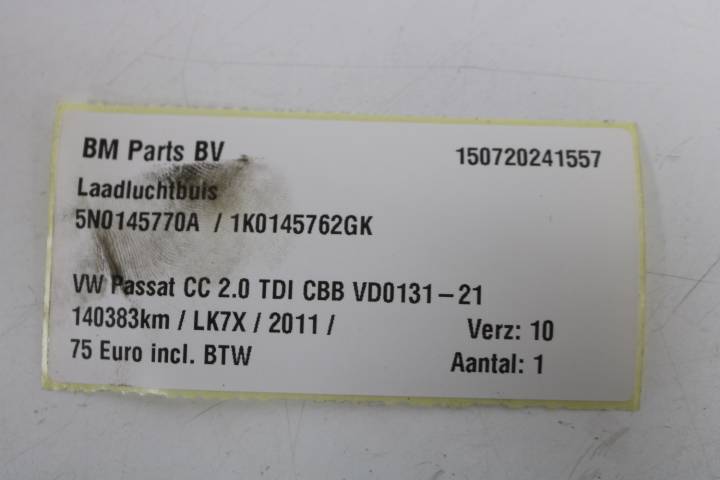 BM Parts BV 150720241557
Laadluchtbuis
5N0145770A / 1K0145762GK
VW Passat CC 2.0 TDI CBB VD0131-21
140383km / LK7X / 2011 / Verz: 10
75 Euro incl. BTW Aantal: 1